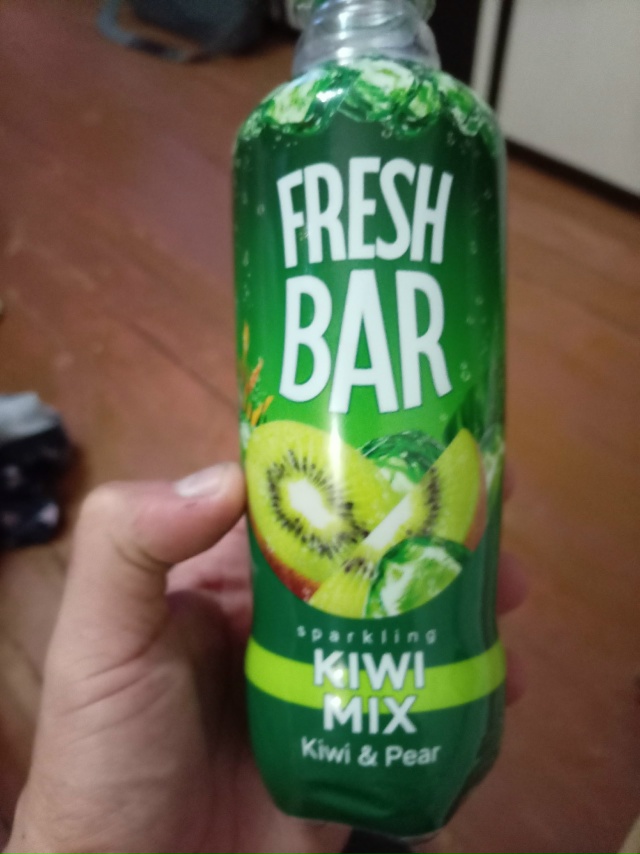 FRESH
BAR
sparkling
KIWI
MIX
Kiwi & Pear